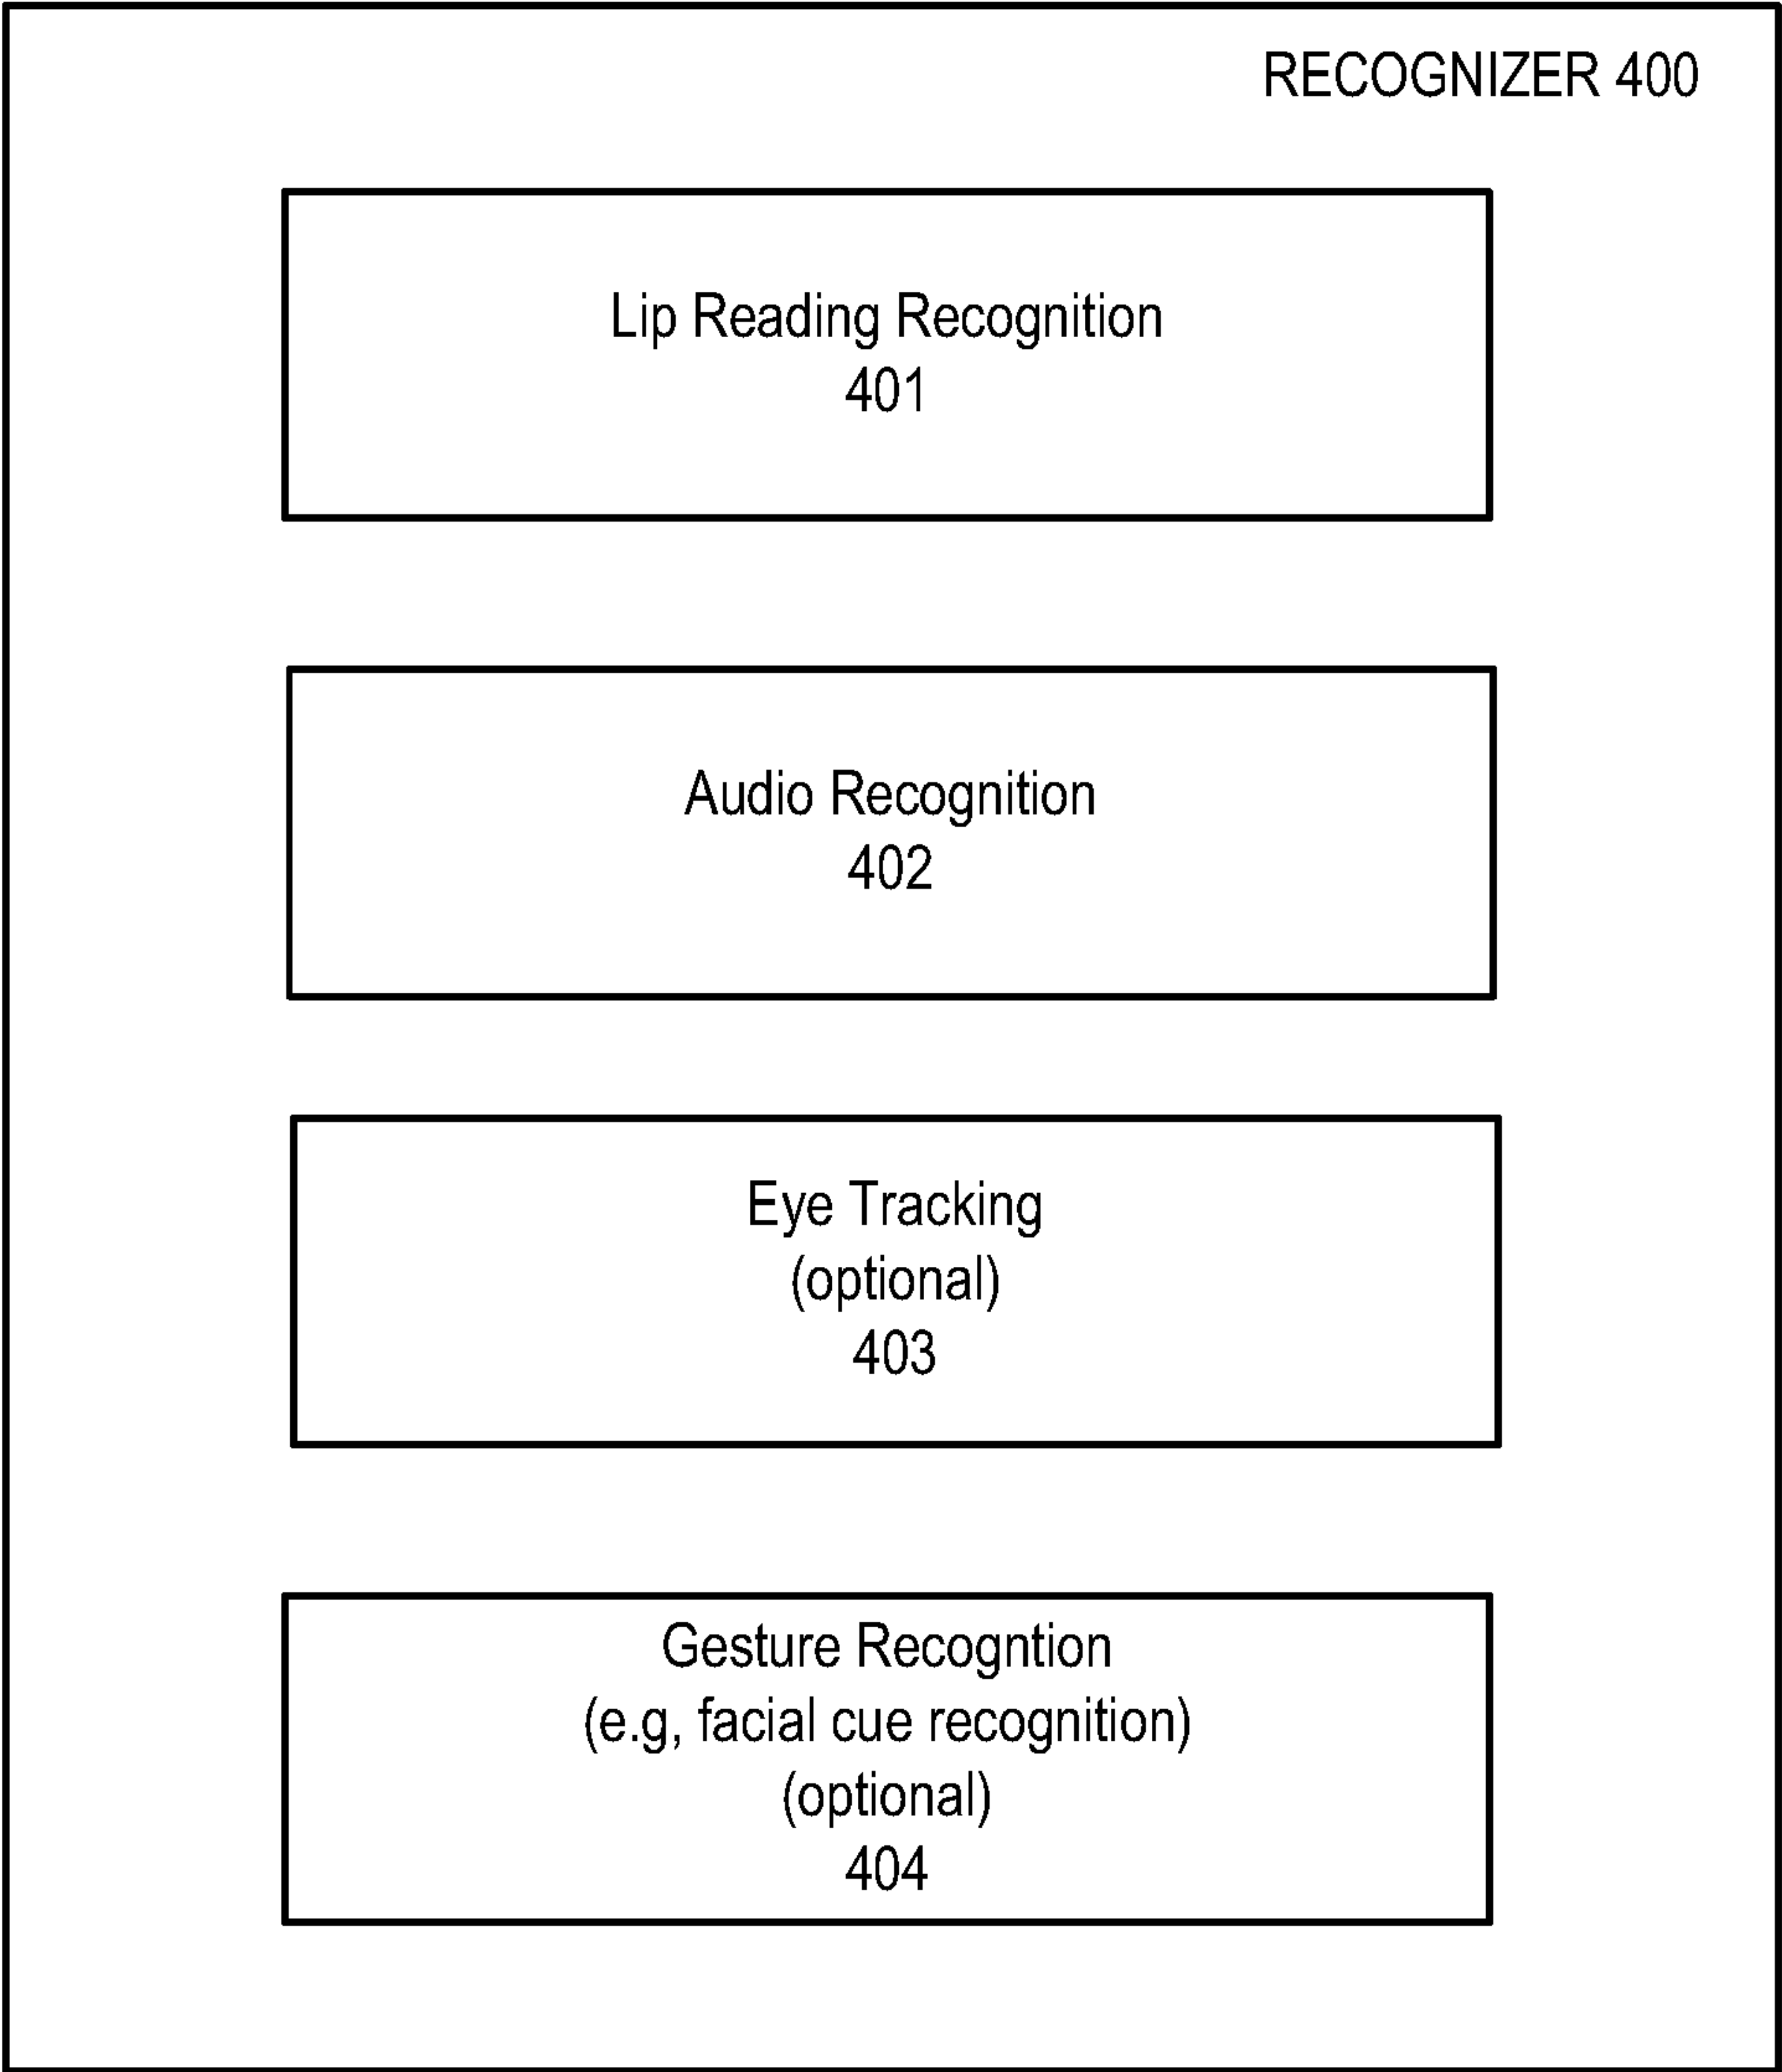 RECOGNIZER 400
Lip Reading Recognition
401
Audio Recognition
402
Eye Tracking
(optional)
403
Gesture Recogntion
(e.g, facial cue recognition)
(optional)
404